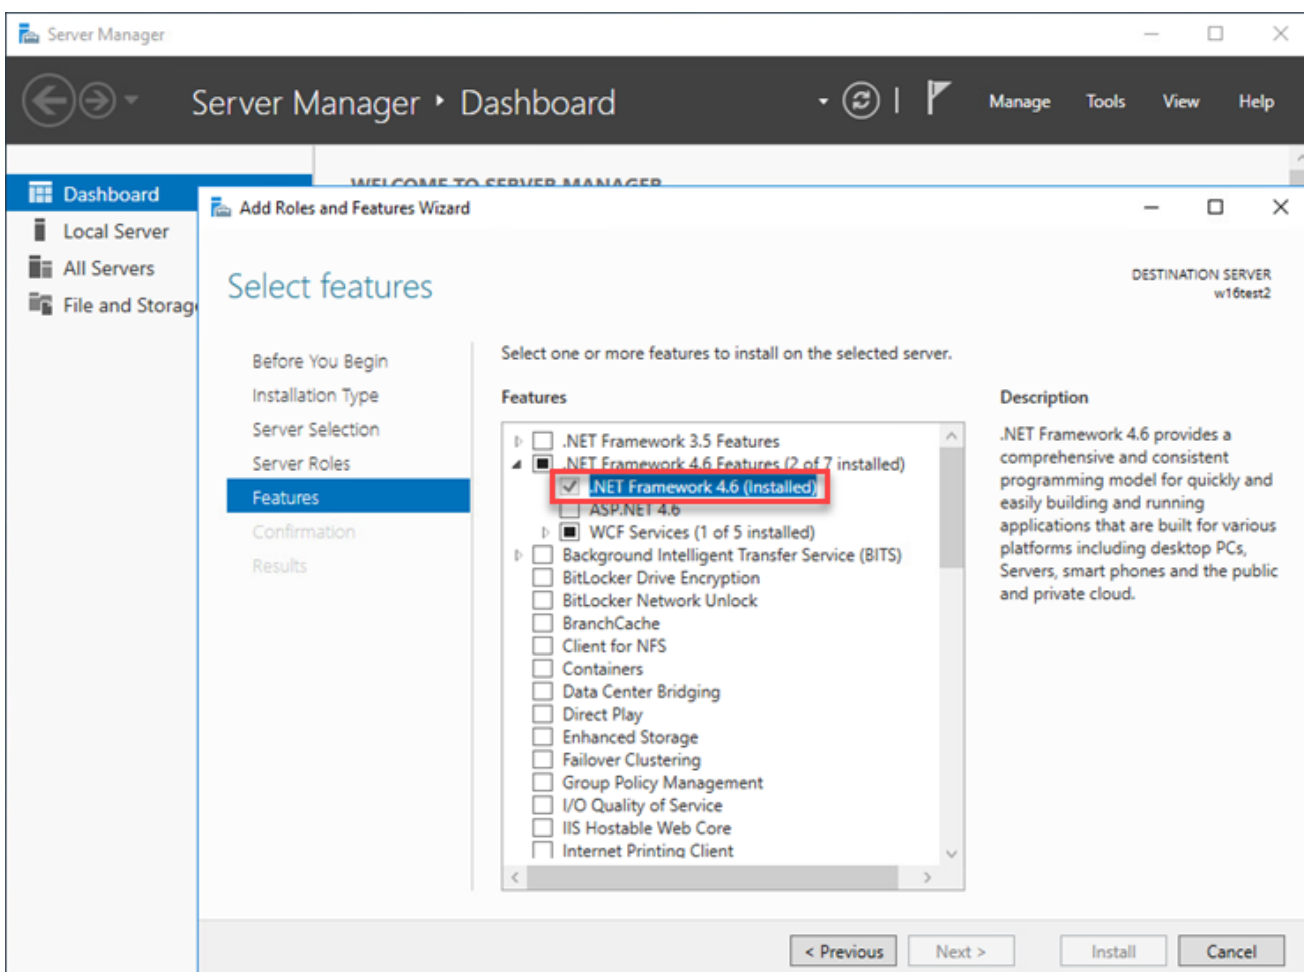 Server Manager
Server Manager ‣ Dashboard
Manage Tools View Help
Dashboard
Local Server
All Servers
File and Storag
WELCOME TO SERVER MANAGER
Add Roles and Features Wizard
Select features
DESTINATION SERVER
w16test2
Before You Begin
Installation Type
Server Selection
Server Roles
Features
Confirmation
Results
Select one or more features to install on the selected server.
Features
.NET Framework 3.5 Features
.NET Framework 4.6 Features (2 of 7 installed)
.NET Framework 4.6 (Installed)
ASP.NET 4.6
WCF Services (1 of 5 installed)
Background Intelligent Transfer Service (BITS)
BitLocker Drive Encryption
BitLocker Network Unlock
BranchCache
Client for NFS
Containers
Data Center Bridging
Direct Play
Enhanced Storage
Failover Clustering
Group Policy Management
I/O Quality of Service
IIS Hostable Web Core
Internet Printing Client
Description
.NET Framework 4.6 provides a
comprehensive and consistent
programming model for quickly and
easily building and running
applications that are built for various
platforms including desktop PCs,
Servers, smart phones and the public
and private cloud.
< Previous
Next >
Install
Cancel